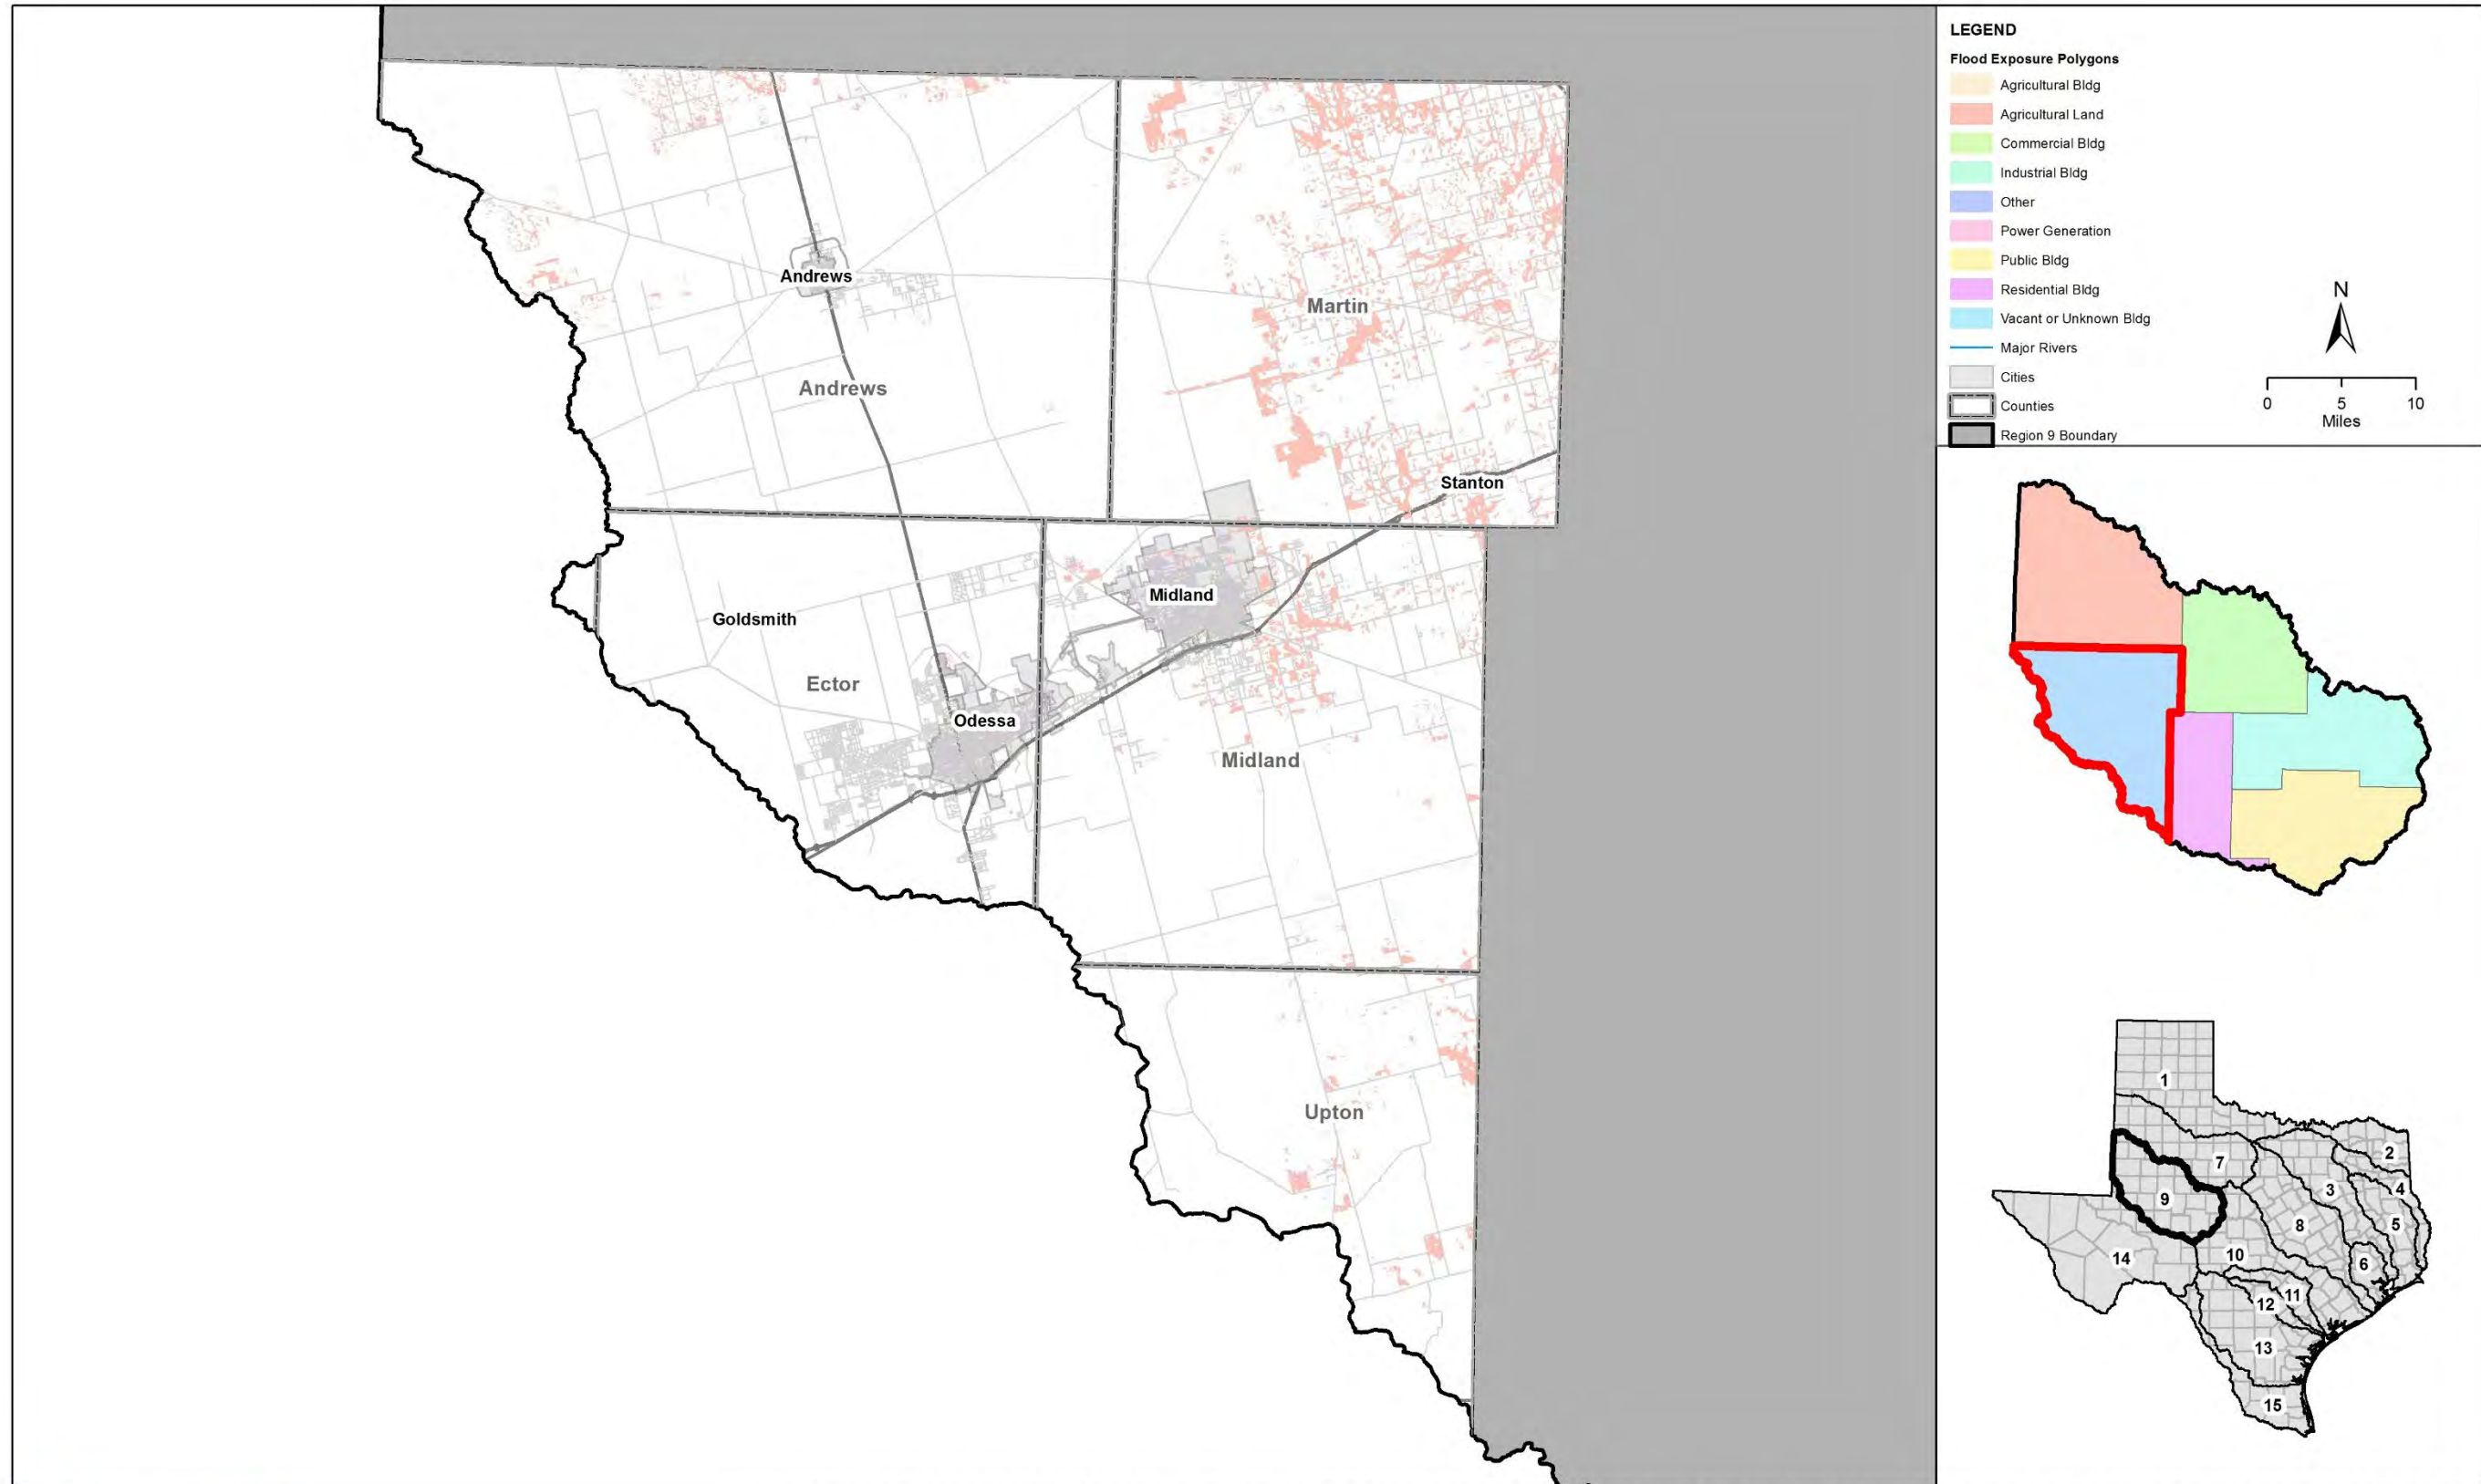 LEGEND
Flood Exposure Polygons
Agricultural Bldg
Agricultural Land
Commercial Bldg
Industrial Bldg
Other
Power Generation
Public Bldg
Residential Bldg
Vacant or Unknown Bldg
Major Rivers
Cities
Counties
Region 9 Boundary
N
0 5 10
Miles
Andrews
Martin
Andrews
Stanton
Midland
Goldsmith
Ector
Odessa
Midland
Upton
1
2
7
3
4
9
8
5
10
14
6
11
12
13
15